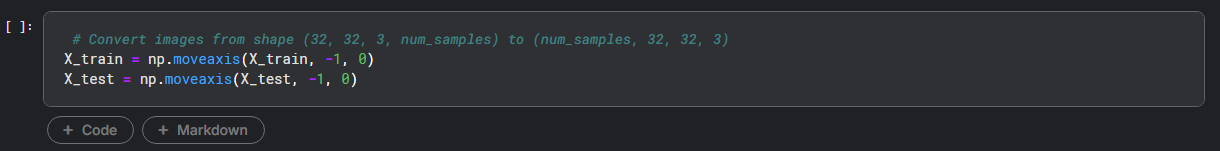 [ ]:
# Convert images from shape (32, 32, 3, num_samples) to (num_samples, 32, 32, 3)
X_train = np.moveaxis(X_train, -1, 0)
X_test = np.moveaxis(X_test, -1, 0)
+ Code
+ Markdown